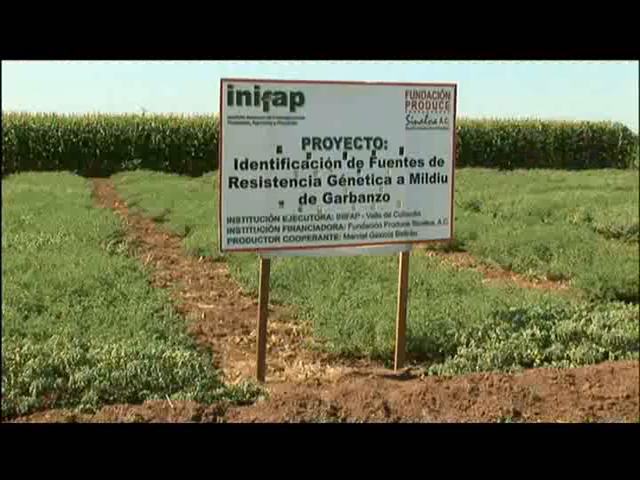 inifap
FUNDACIÓN
PRODUCE
Sinaloa A.C.
PROYECTO:
Identificación de Fuentes de
Resistencia Génetica a Mildiu
de Garbanzo
INSTITUCIÓN EJECUTORA: INIFAP - Valle de Culiacán
INSTITUCIÓN FINANCIADORA: Fundación Produce Sinaloa, A.C
PRODUCTOR COOPERANTE: